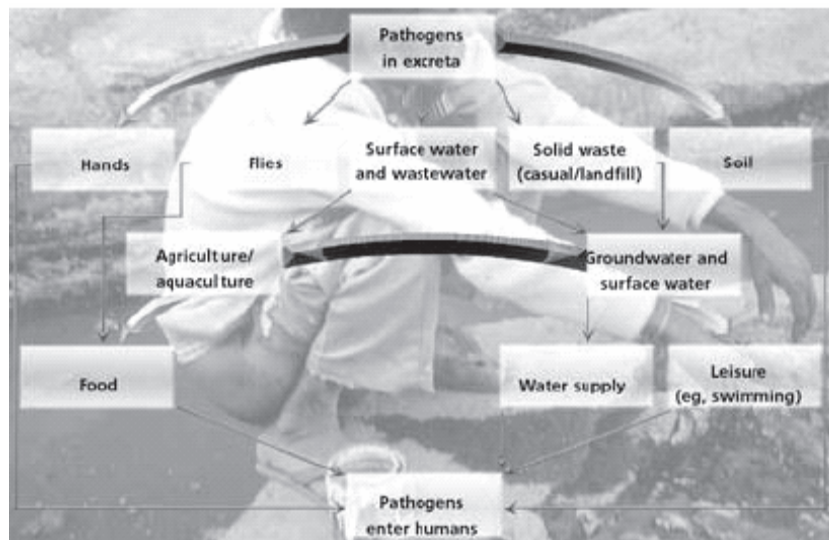 Pathogens
in excreta
Hands
Flies
Surface water
and wastewater
Solid waste
(casual/landfill)
Soil
Agriculture/
aquaculture
Groundwater and
surface water
Food
Water supply
Leisure
(eg, swimming)
Pathogens
enter humans